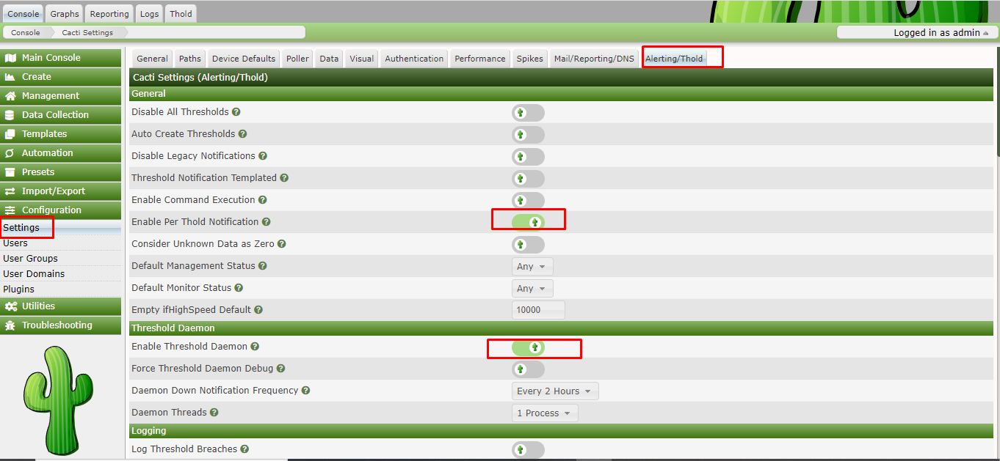 Console Graphs Reporting Logs Thold
Console Cacti Settings Logged in as admin
Main Console
Create
Management
Data Collection
Templates
Automation
Presets
Import/Export
Configuration
Settings
Users
User Groups
User Domains
Plugins
Utilities
Troubleshooting
General Paths Device Defaults Poller Data Visual Authentication Performance Spikes Mail/Reporting/DNS Alerting/Thold
Cacti Settings (Alerting/Thold)
General
Disable All Thresholds
Auto Create Thresholds
Disable Legacy Notifications
Threshold Notification Templated
Enable Command Execution
Enable Per Thold Notification
Consider Unknown Data as Zero
Default Management Status Any
Default Monitor Status Any
Empty ifHighSpeed Default 10000
Threshold Daemon
Enable Threshold Daemon
Force Threshold Daemon Debug
Daemon Down Notification Frequency Every 2 Hours
Daemon Threads 1 Process
Logging
Log Threshold Breaches